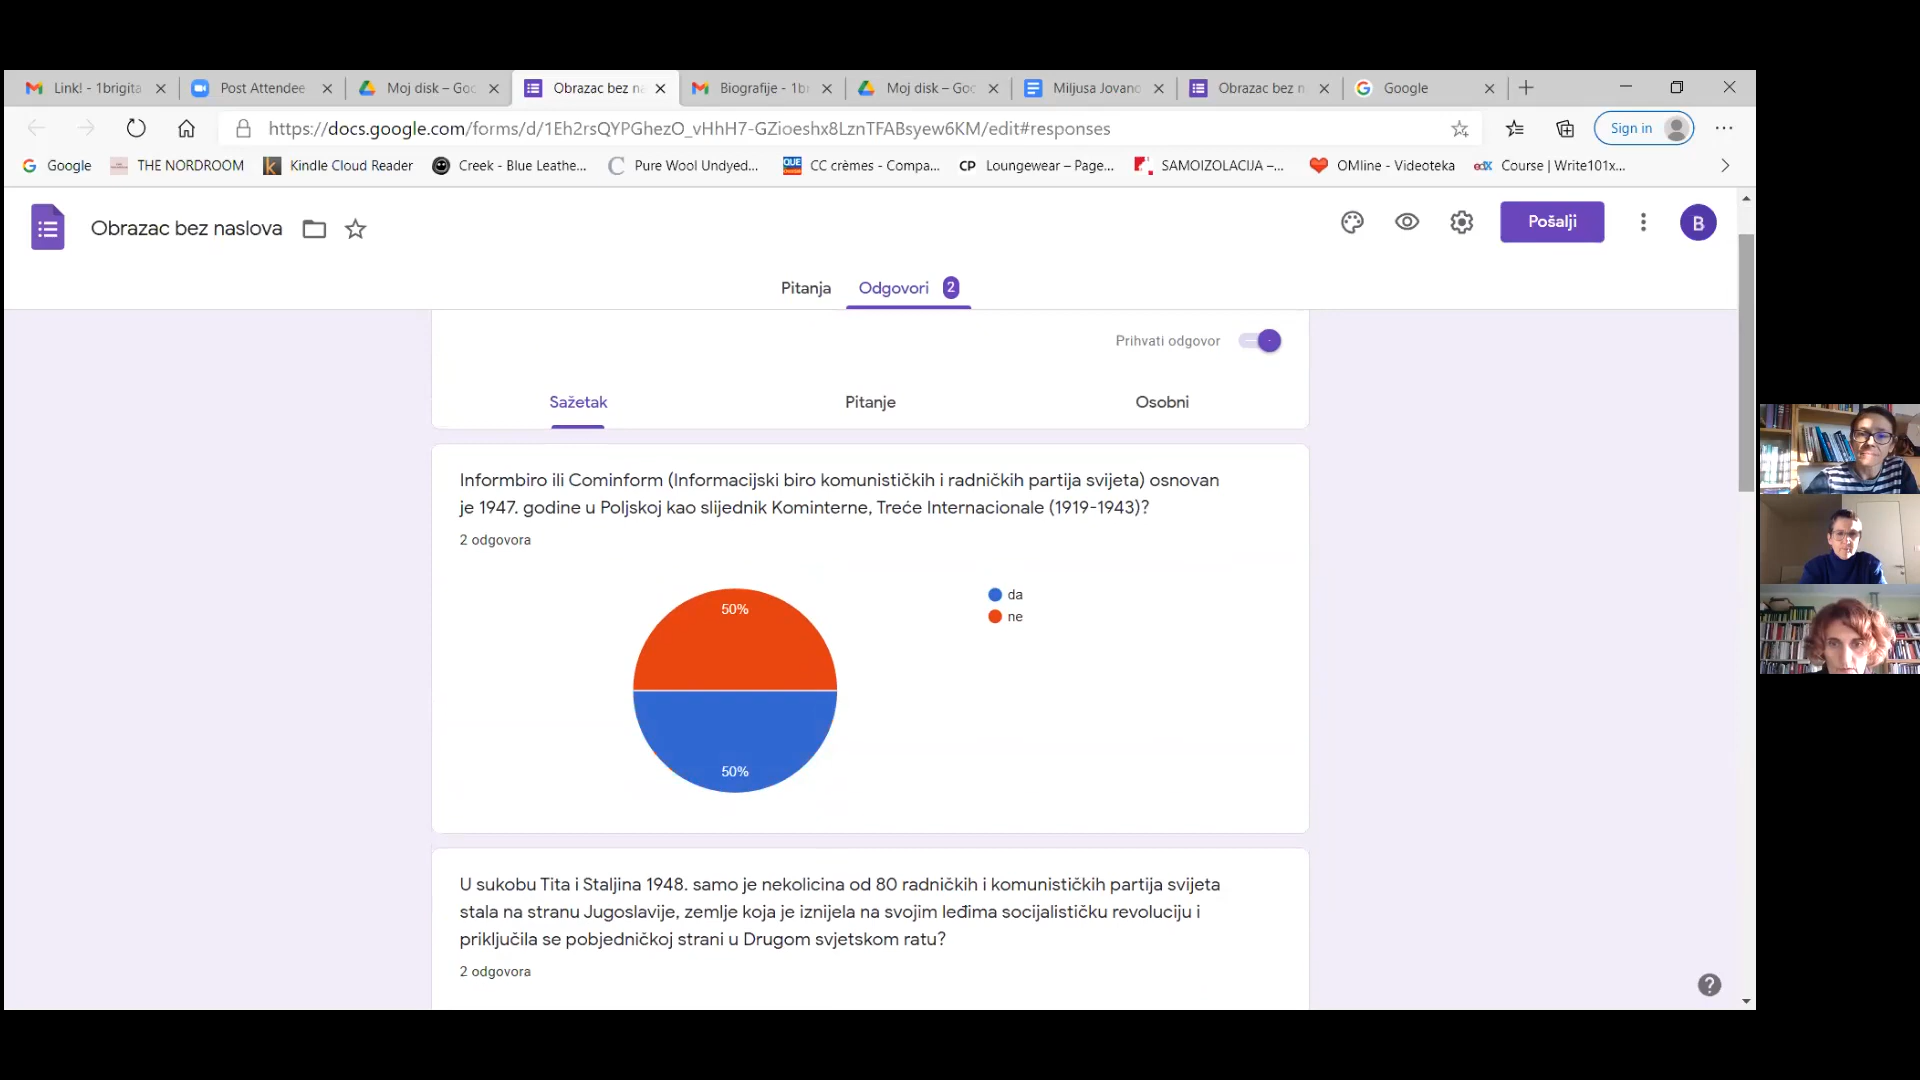 Link! - 1brigita
Post Attendee
Moj disk – Goo
Obrazac bez na
Biografije - 1br
Moj disk – Goo
Miljusa Jovano
Obrazac bez n
Google
https://docs.google.com/forms/d/1Eh2rsQYPGhezO_vHhH7-GZioeshx8LznTFABsyew6KM/edit#responses
Sign in
Google
THE NORDROOM
Kindle Cloud Reader
Creek - Blue Leathe...
Pure Wool Undyed...
QUE
CC crèmes - Compa...
CP
Loungewear – Page...
SAMOIZOLACIJA –...
OMline - Videoteka
edX
Course | Write101x...
Obrazac bez naslova
Pošalji
B
Pitanja
Odgovori 2
Prihvati odgovor
Sažetak
Pitanje
Osobni
Informbiro ili Cominform (Informacijski biro komunističkih i radničkih partija svijeta) osnovan
je 1947. godine u Poljskoj kao slijednik Kominterne, Treće Internacionale (1919-1943)?
2 odgovora
50%
da
ne
50%
U sukobu Tita i Staljina 1948. samo je nekolicina od 80 radničkih i komunističkih partija svijeta
stala na stranu Jugoslavije, zemlje koja je iznijela na svojim leđima socijalističku revoluciju i
priključila se pobjedničkoj strani u Drugom svjetskom ratu?
2 odgovora